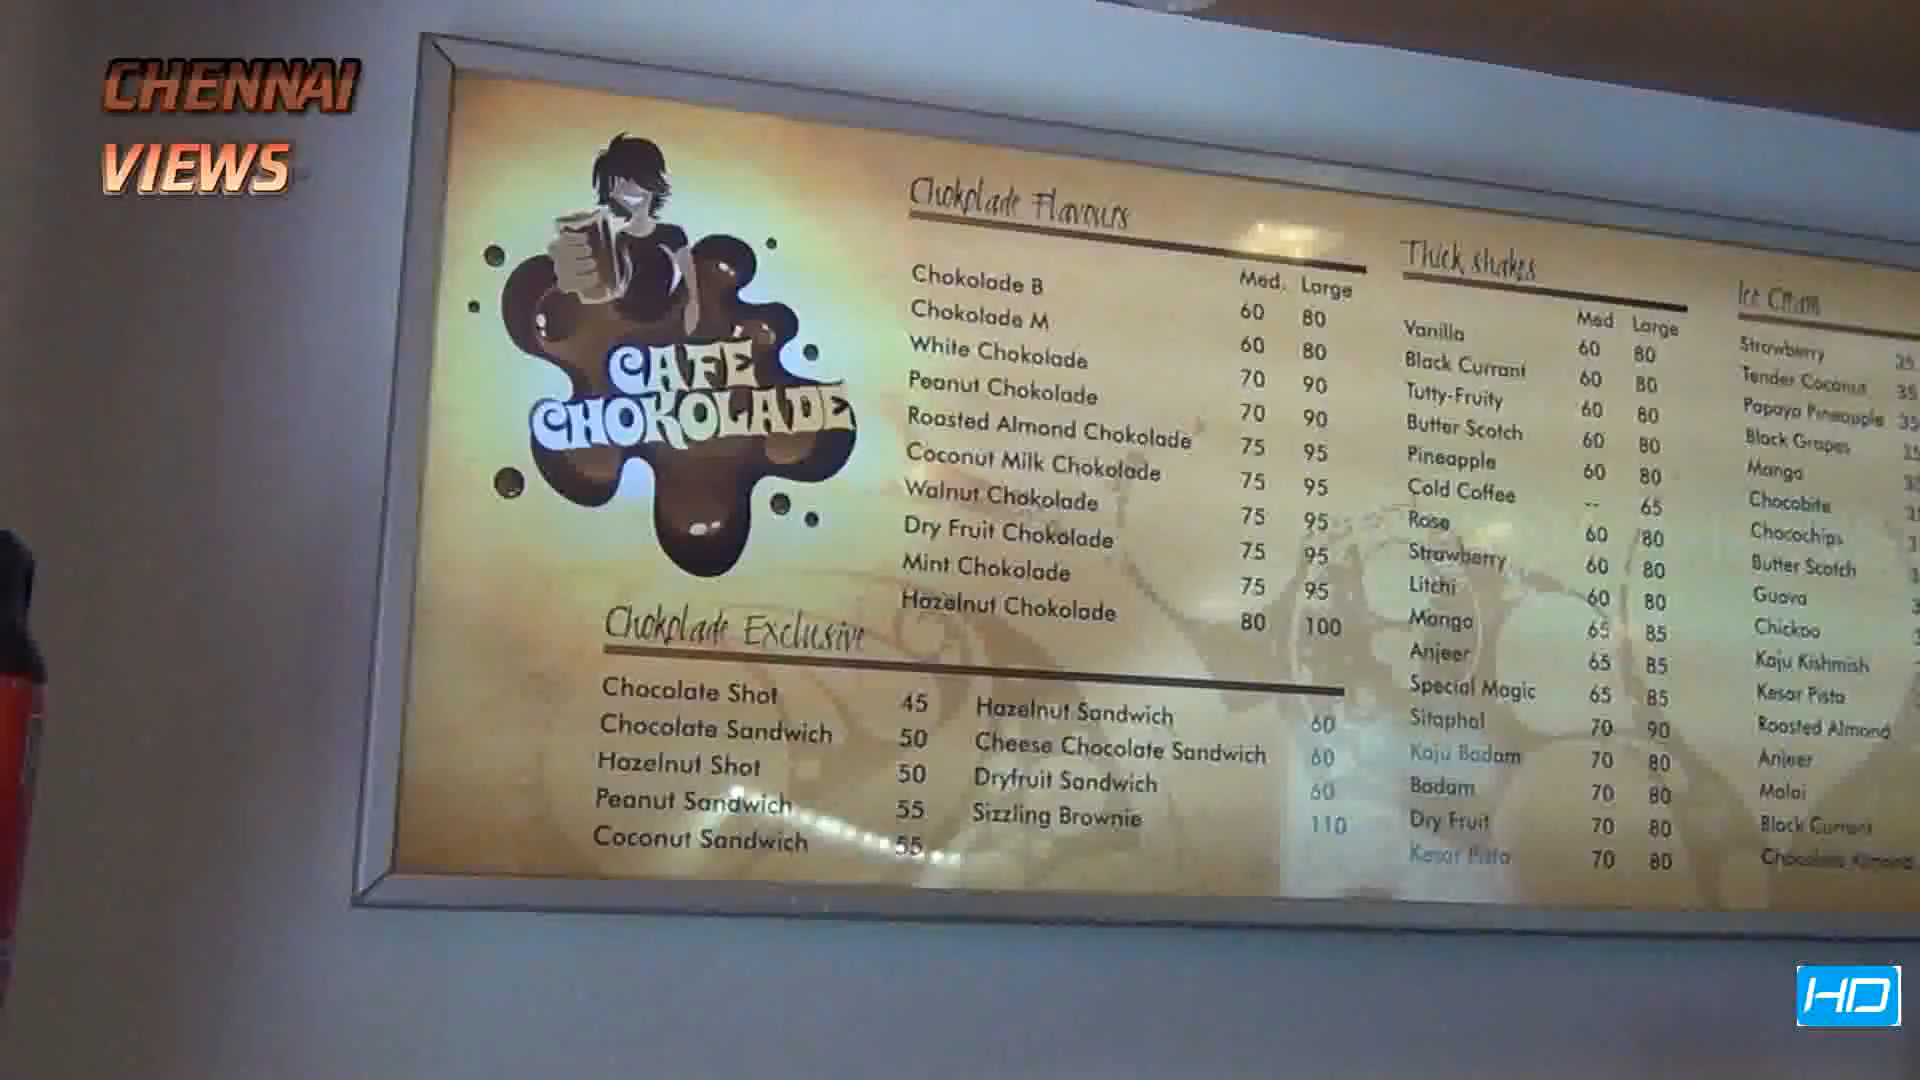 CHENNAI
VIEWS
CAFE
CHOKOLADE
Chokolade Flavours
Med. Large
Chokolade B 60 80
Chokolade M 60 80
White Chokolade 70 90
Peanut Chokolade 70 90
Roasted Almond Chokolade 75 95
Coconut Milk Chokolade 75 95
Walnut Chokolade 75 95
Dry Fruit Chokolade 75 95
Mint Chokolade 75 95
Hazelnut Chokolade 80 100
Chokolade Exclusive
Chocolate Shot 45
Chocolate Sandwich 50
Hazelnut Shot 50
Peanut Sandwich 55
Coconut Sandwich 55
Hazelnut Sandwich 60
Cheese Chocolate Sandwich 60
Dryfruit Sandwich 60
Sizzling Brownie 110
Thick shakes
Med Large
Vanilla 60 80
Black Currant 60 80
Tutty-Fruity 60 80
Butter Scotch 60 80
Pineapple 60 80
Cold Coffee -- 65
Rose 60 80
Strawberry 60 80
Litchi 60 80
Mango 65 85
Anjeer 65 85
Special Magic 65 85
Sitaphal 70 90
Kaju Badam 70 80
Badam 70 80
Dry Fruit 70 80
Kesar Pista 70 80
Ice Cream
Strawberry 35
Tender Coconut 35
Papaya Pineapple 35
Black Grapes
Mango
Chocobite
Chocochips
Butter Scotch
Guava
Chickoo
Kaju Kishmish
Kesar Pista
Roasted Almond
Anjeer
Malai
Black Currant
Chocolate Almond
HD